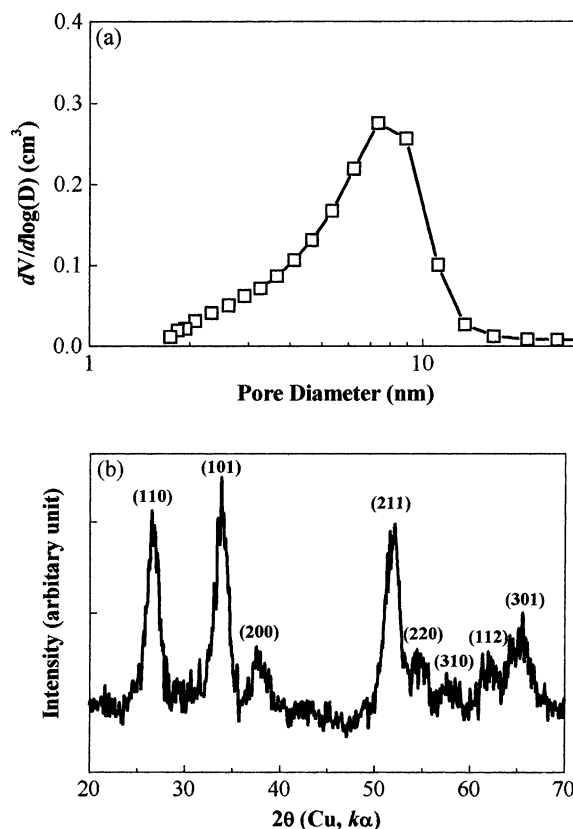 (a)
0.4
0.3
0.2
0.1
0.0
dV/dlog(D) (cm³)
1
10
Pore Diameter (nm)
(b)
(110)
(101)
(200)
(211)
(220)
(310)
(112)
(301)
Intensity (arbitary unit)
20 30 40 50 60 70
2θ (Cu, kα)